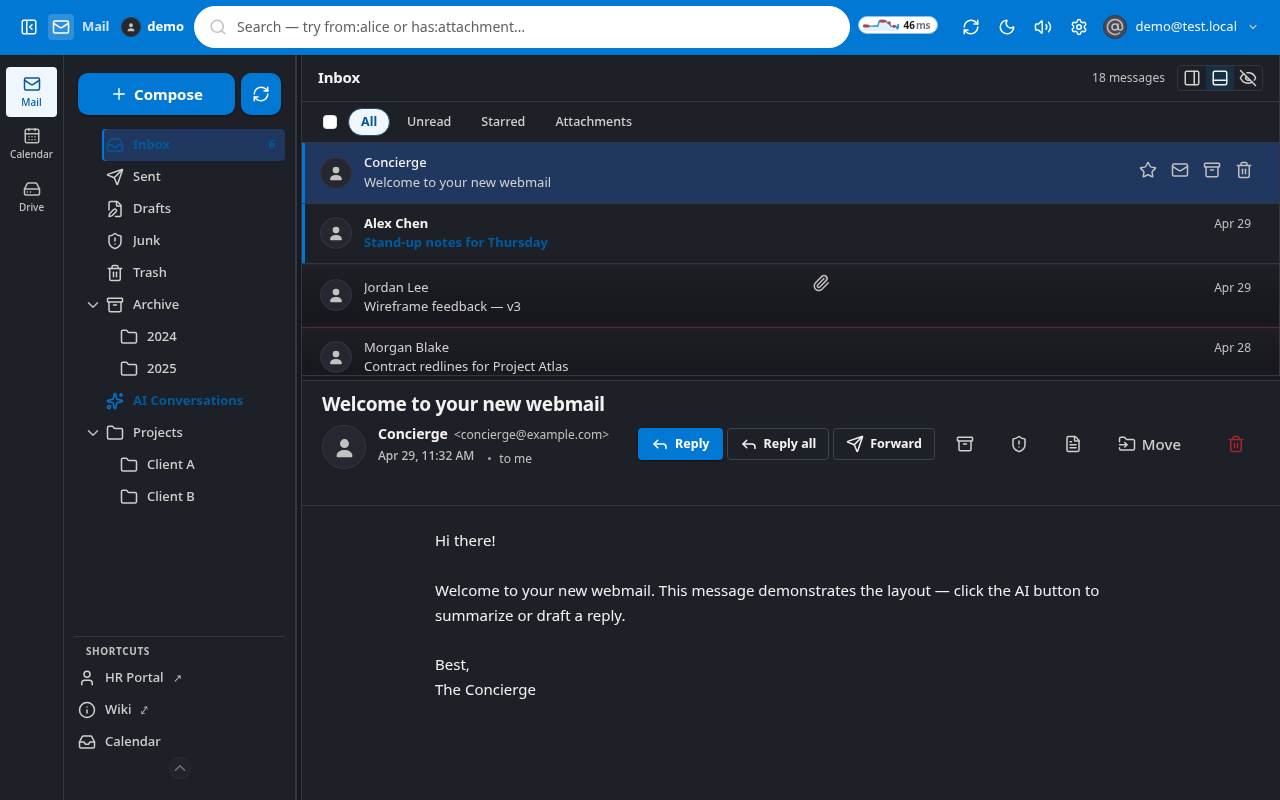 Mail
demo
Search — try from:alice or has:attachment...
46ms
demo@test.local
Mail
Calendar
Drive
Compose
Inbox 6
Sent
Drafts
Junk
Trash
Archive
2024
2025
AI Conversations
Projects
Client A
Client B
SHORTCUTS
HR Portal ↗
Wiki
Calendar
Inbox
18 messages
All
Unread
Starred
Attachments
Concierge
Welcome to your new webmail
Alex Chen
Apr 29
Stand-up notes for Thursday
Jordan Lee
Apr 29
Wireframe feedback — v3
Morgan Blake
Apr 28
Contract redlines for Project Atlas
Welcome to your new webmail
Concierge <concierge@example.com>
Apr 29, 11:32 AM • to me
Reply
Reply all
Forward
Move
Hi there!
Welcome to your new webmail. This message demonstrates the layout — click the AI button to
summarize or draft a reply.
Best,
The Concierge